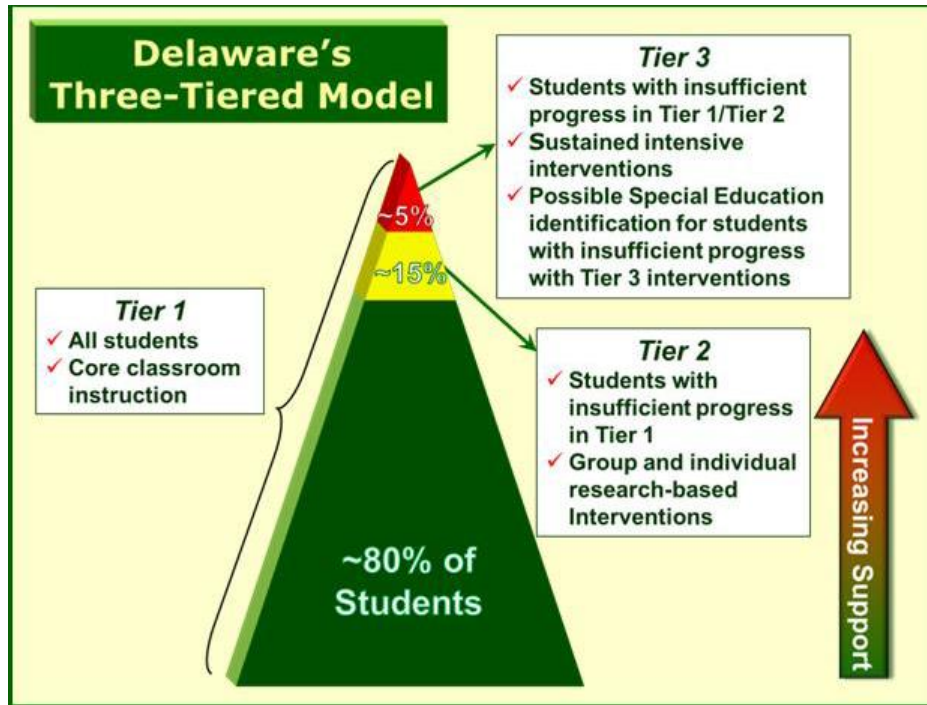 Delaware's
Three-Tiered Model
Tier 3
✓ Students with insufficient
progress in Tier 1/Tier 2
✓ Sustained intensive
interventions
✓ Possible Special Education
identification for students
with insufficient progress
with Tier 3 interventions
~5%
~15%
Tier 1
✓ All students
✓ Core classroom
instruction
Tier 2
✓ Students with
insufficient progress
in Tier 1
✓ Group and individual
research-based
Interventions
~80% of
Students
Increasing Support